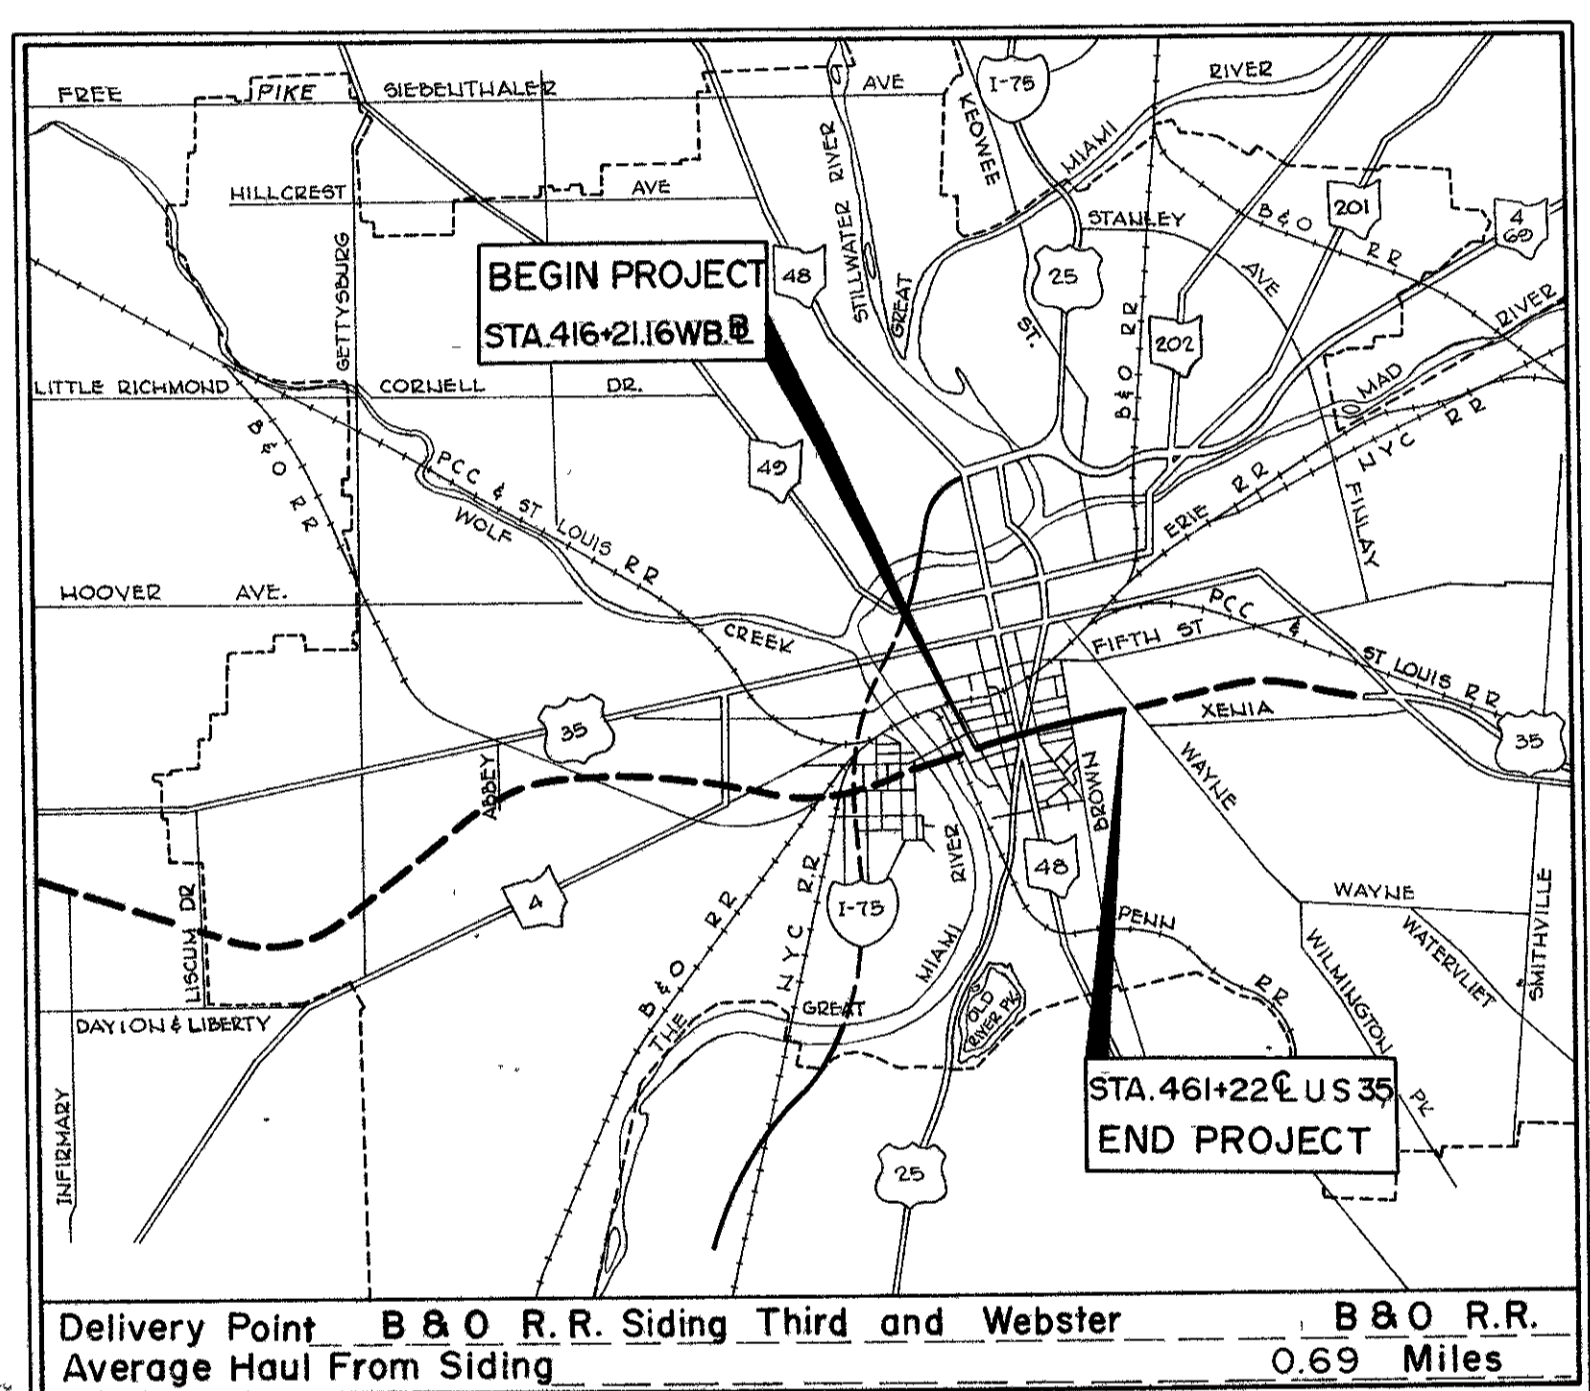 FREE PIKE SIEBENTHALER AVE
I-75
RIVER
KEOWEE ST.
MIAMI
HILLCREST AVE
STILLWATER RIVER
STANLEY AVE
B & O RR
201
4
69
GETTYSBURG
BEGIN PROJECT
STA.416+21.16WB.BL
48
GREAT
25
B & O RR
202
RIVER
MAD
LITTLE RICHMOND
CORNELL DR.
B & O RR
PCC & ST LOUIS RR
WOLF
49
ERIE RR
NYC RR
FINLAY
HOOVER AVE.
CREEK
FIFTH ST
PCC &
ST LOUIS RR
XENIA
35
35
ABBEY
BROWN
WAYNE
RIVER
48
LISCUM DR
4
B & O RR
NYC R.R
I-75
MIAMI
PENN RR
WAYNE
WATERVLIET
WILMINGTON PK
SMITHVILLE
DAYTON & LIBERTY
THE
GREAT
OLD
RIVER PK
INFIRMARY
STA.461+22 ℄ US 35
END PROJECT
25
Delivery Point B & O R.R. Siding Third and Webster B & O R.R.
Average Haul From Siding 0.69 Miles